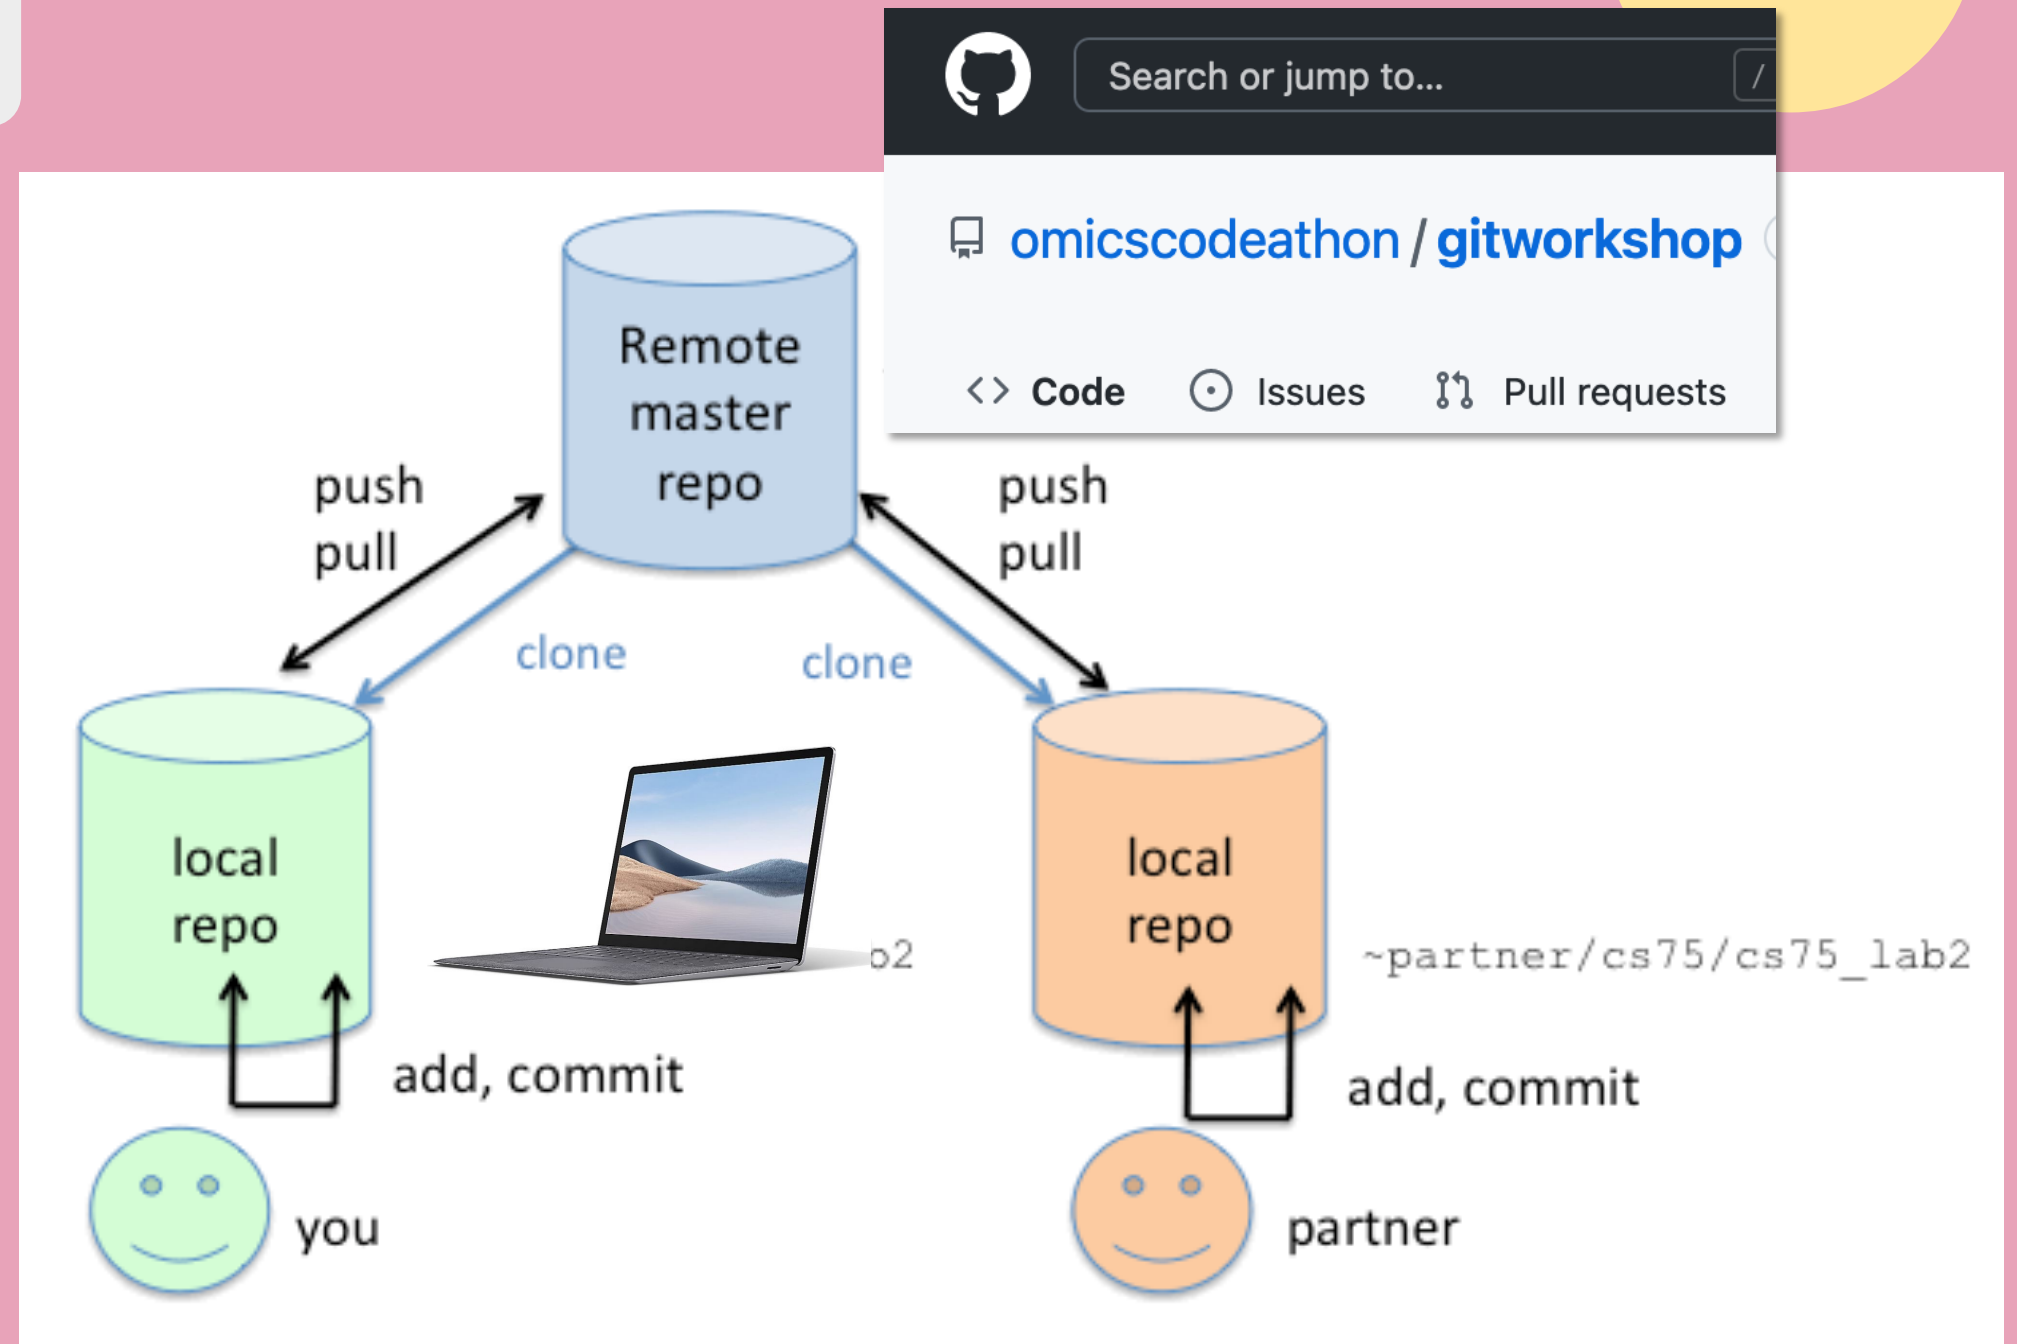 Search or jump to... /
omicscodeathon / gitworkshop
Code Issues Pull requests
Remote
master
repo
push
pull
push
pull
clone
clone
local
repo
local
repo
~partner/cs75/cs75_lab2
add, commit
add, commit
you
partner